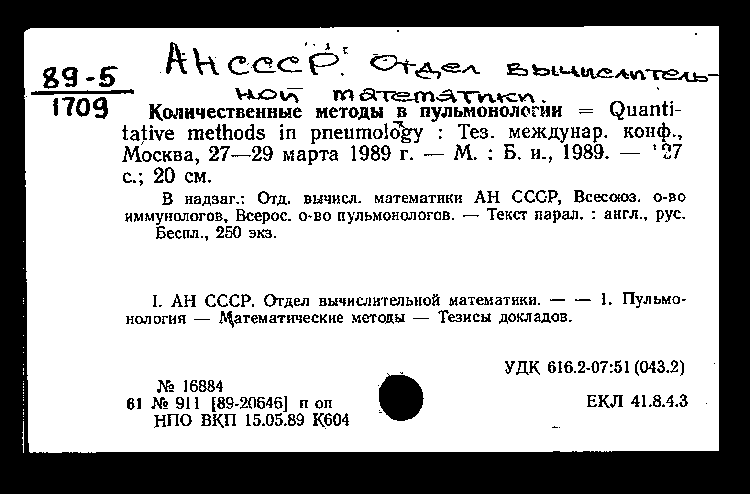 АН СССР. Отдел вычислитель-
ной математики.
89-5
1709
Количественные методы в пульмонологии = Quanti-
tative methods in pneumology : Тез. междунар. конф.,
Москва, 27—29 марта 1989 г. — М. : Б. и., 1989. — 27
с.; 20 см.
В надзаг.: Отд. вычисл. математики АН СССР, Всесоюз. о-во
иммунологов, Всерос. о-во пульмонологов. — Текст парал. : англ., рус.
Беспл., 250 экз.
I. АН СССР. Отдел вычислительной математики. — — 1. Пульмо-
нология — Математические методы — Тезисы докладов.
УДК 616.2-07:51 (043.2)
№ 16884
61 № 911 [89-20646] п оп
ЕКЛ 41.8.4.3
НПО ВКП 15.05.89 К604